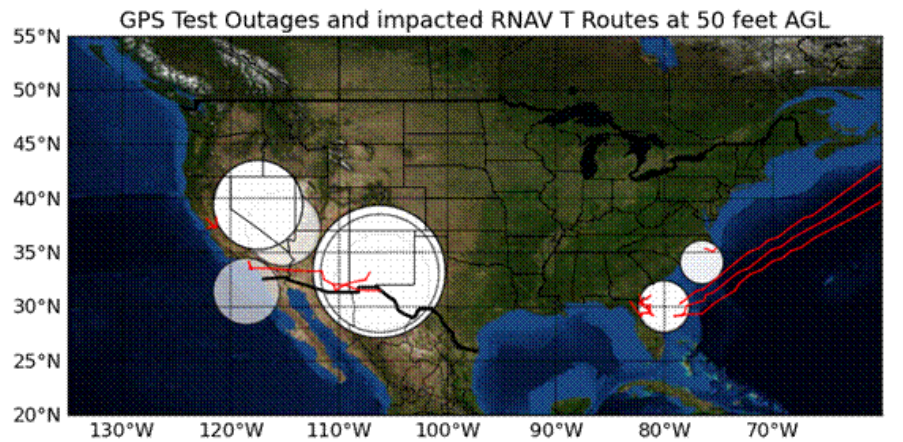 GPS Test Outages and impacted RNAV T Routes at 50 feet AGL
55°N
50°N
45°N
40°N
35°N
30°N
25°N
20°N
130°W 120°W 110°W 100°W 90°W 80°W 70°W